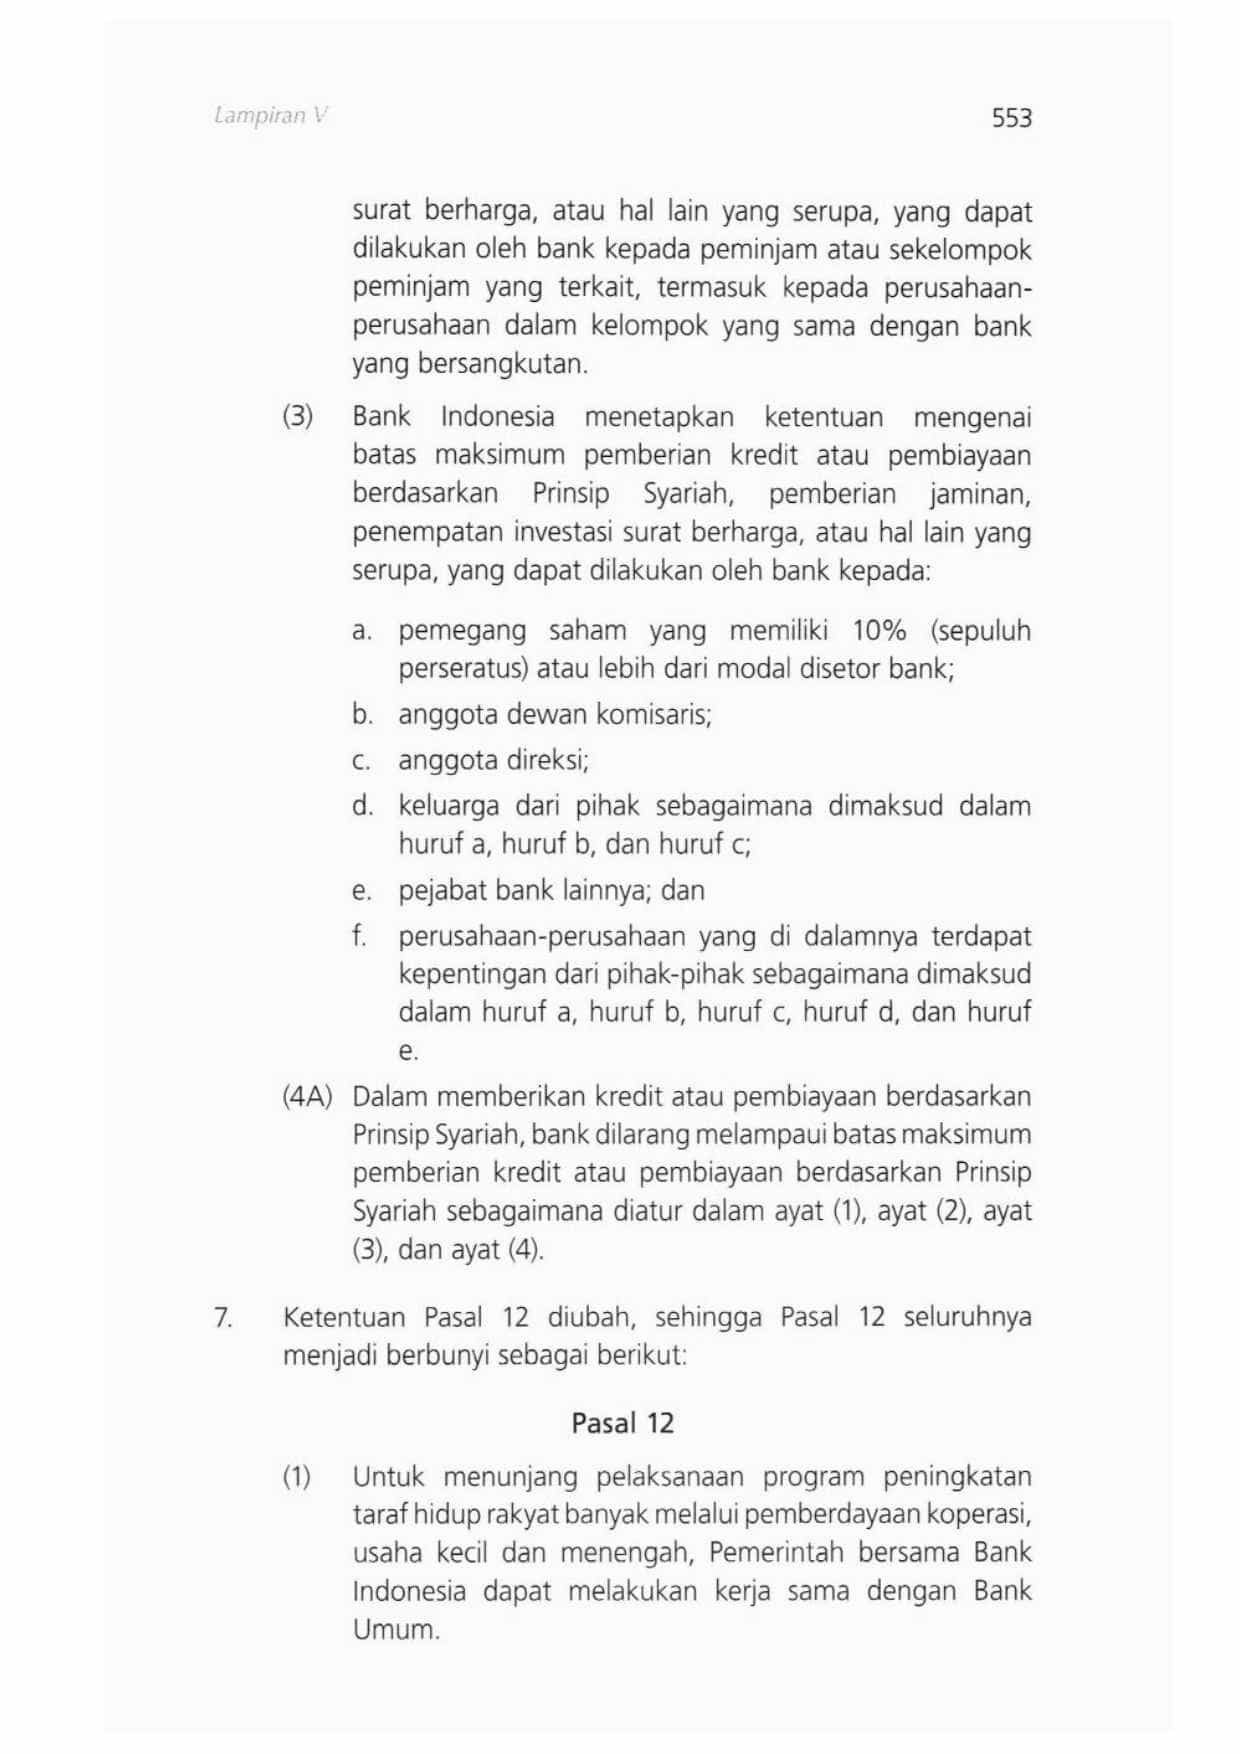 Lampiran V 553
surat berharga, atau hal lain yang serupa, yang dapat
dilakukan oleh bank kepada peminjam atau sekelompok
peminjam yang terkait, termasuk kepada perusahaan-
perusahaan dalam kelompok yang sama dengan bank
yang bersangkutan.
(3) Bank Indonesia menetapkan ketentuan mengenai
batas maksimum pemberian kredit atau pembiayaan
berdasarkan Prinsip Syariah, pemberian jaminan,
penempatan investasi surat berharga, atau hal lain yang
serupa, yang dapat dilakukan oleh bank kepada:
a. pemegang saham yang memiliki 10% (sepuluh
perseratus) atau lebih dari modal disetor bank;
b. anggota dewan komisaris;
c. anggota direksi;
d. keluarga dari pihak sebagaimana dimaksud dalam
huruf a, huruf b, dan huruf c;
e. pejabat bank lainnya; dan
f. perusahaan-perusahaan yang di dalamnya terdapat
kepentingan dari pihak-pihak sebagaimana dimaksud
dalam huruf a, huruf b, huruf c, huruf d, dan huruf
e.
(4A) Dalam memberikan kredit atau pembiayaan berdasarkan
Prinsip Syariah, bank dilarang melampaui batas maksimum
pemberian kredit atau pembiayaan berdasarkan Prinsip
Syariah sebagaimana diatur dalam ayat (1), ayat (2), ayat
(3), dan ayat (4).
7. Ketentuan Pasal 12 diubah, sehingga Pasal 12 seluruhnya
menjadi berbunyi sebagai berikut:
Pasal 12
(1) Untuk menunjang pelaksanaan program peningkatan
taraf hidup rakyat banyak melalui pemberdayaan koperasi,
usaha kecil dan menengah, Pemerintah bersama Bank
Indonesia dapat melakukan kerja sama dengan Bank
Umum.